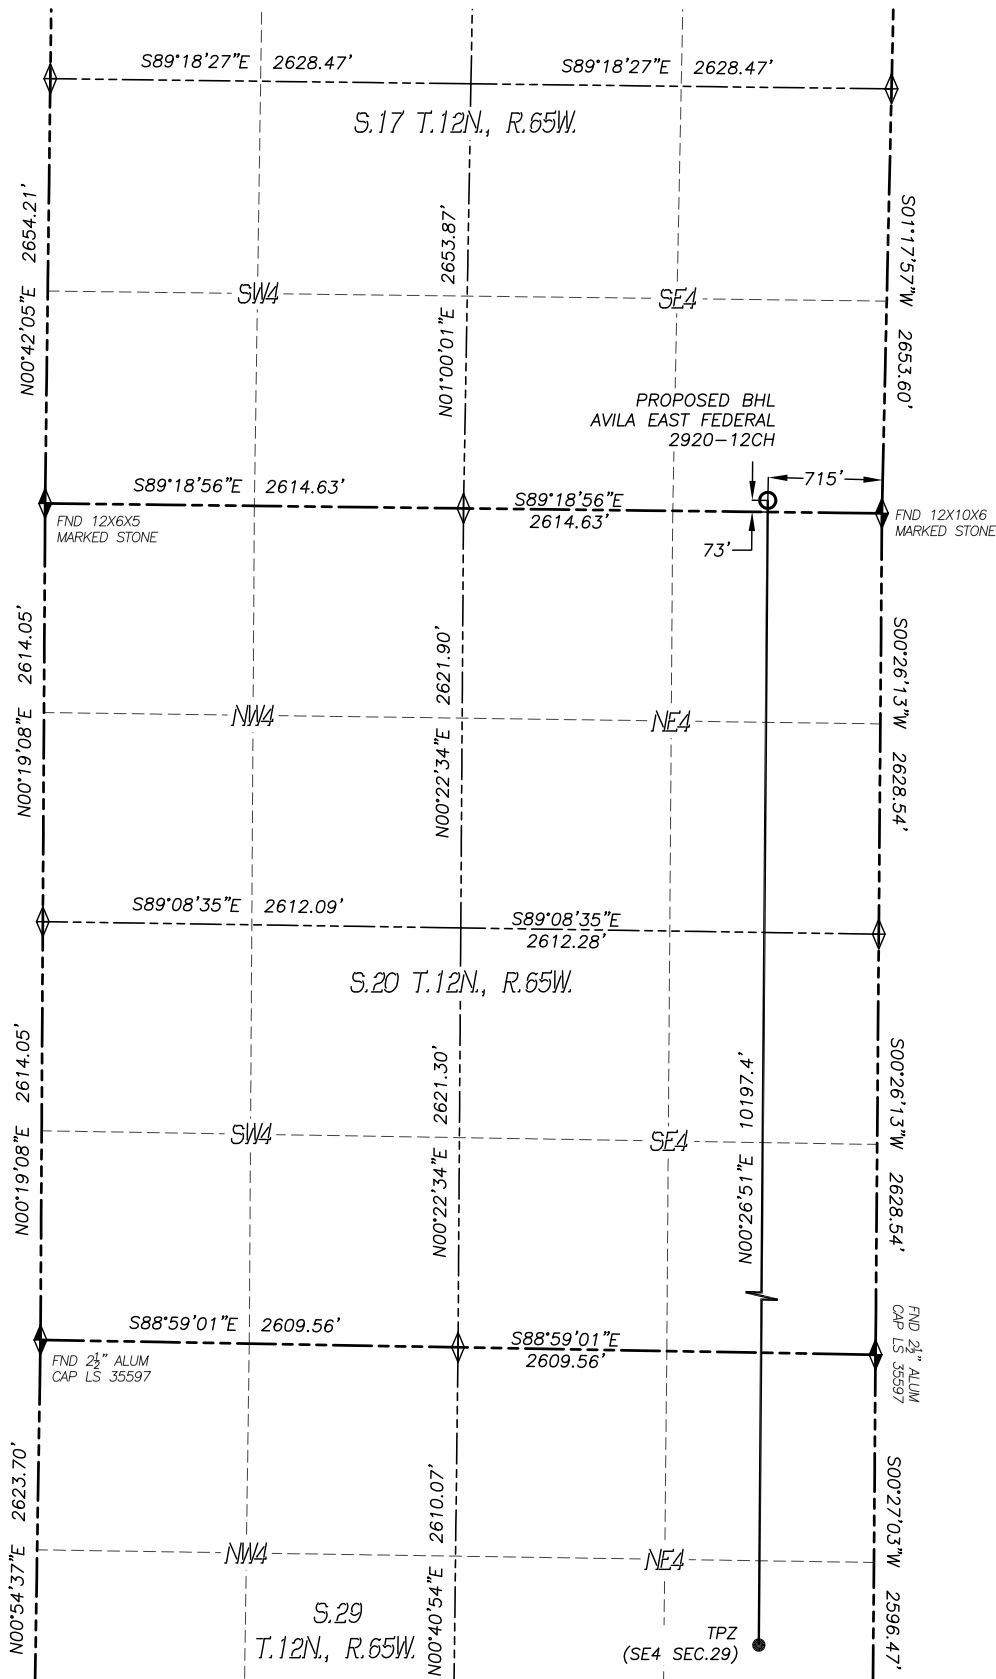 S89°18'27"E 2628.47'
S89°18'27"E 2628.47'
S.17 T.12N., R.65W.
N00°42'05"E 2654.21'
N01°00'01"E 2653.87'
S01°17'57"W 2653.60'
SW4
SE4
PROPOSED BHL
AVILA EAST FEDERAL
2920-12CH
715'
73'
S89°18'56"E 2614.63'
S89°18'56"E
2614.63'
FND 12X6X5
MARKED STONE
FND 12X10X6
MARKED STONE
N00°19'08"E 2614.05'
N00°22'34"E 2621.90'
S00°26'13"W 2628.54'
NW4
NE4
S89°08'35"E 2612.09'
S89°08'35"E
2612.28'
S.20 T.12N., R.65W.
N00°19'08"E 2614.05'
N00°22'34"E 2621.30'
N00°26'51"E 10197.4'
S00°26'13"W 2628.54'
SW4
SE4
S88°59'01"E 2609.56'
S88°59'01"E
2609.56'
FND 2½" ALUM
CAP LS 35597
FND 2½" ALUM
CAP LS 35597
N00°54'37"E 2623.70'
N00°40'54"E 2610.07'
S00°27'03"W 2596.47'
NW4
NE4
S.29
T.12N., R.65W.
TPZ
(SE4 SEC.29)